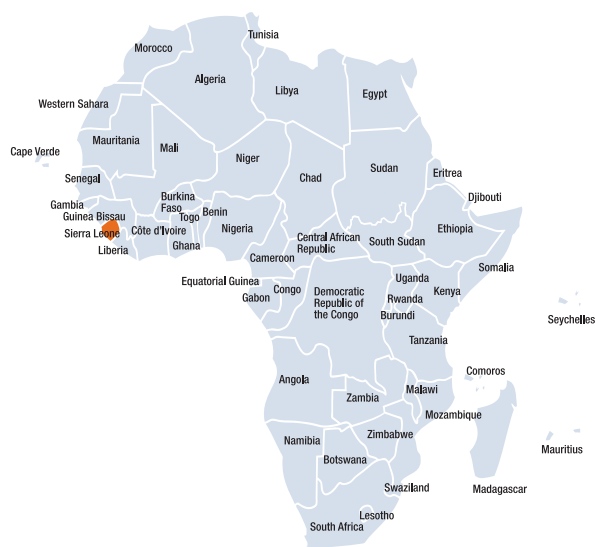 Tunisia
Morocco
Algeria
Libya
Egypt
Western Sahara
Mauritania
Mali
Niger
Cape Verde
Chad
Sudan
Eritrea
Senegal
Djibouti
Gambia
Burkina
Faso
Benin
Guinea Bissau
Togo
Sierra Leone
Côte d'Ivoire
Nigeria
Ethiopia
Ghana
Liberia
Central African
Republic
South Sudan
Cameroon
Somalia
Equatorial Guinea
Uganda
Congo
Gabon
Democratic
Republic of
the Congo
Rwanda
Kenya
Burundi
Seychelles
Tanzania
Comoros
Angola
Malawi
Zambia
Mozambique
Namibia
Zimbabwe
Mauritius
Botswana
Swaziland
Madagascar
Lesotho
South Africa